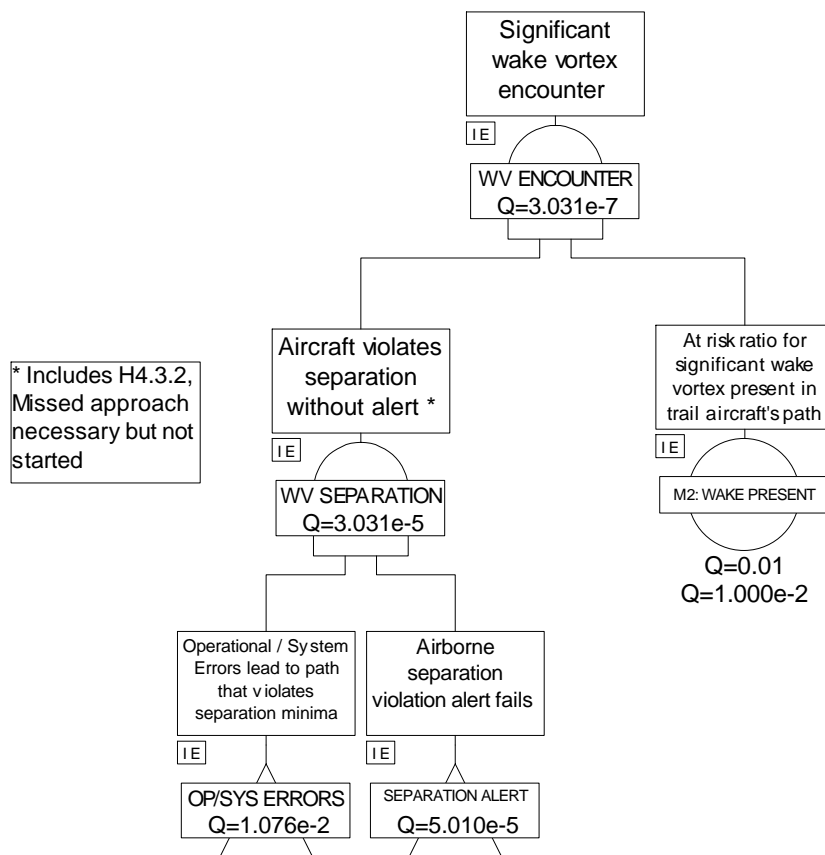 Significant
wake vortex
encounter
IE
WV ENCOUNTER
Q=3.031e-7
Aircraft violates
separation
without alert *
IE
WV SEPARATION
Q=3.031e-5
At risk ratio for
significant wake
vortex present in
trail aircraft's path
IE
M2: WAKE PRESENT
Q=0.01
Q=1.000e-2
* Includes H4.3.2,
Missed approach
necessary but not
started
Operational / System
Errors lead to path
that violates
separation minima
IE
OP/SYS ERRORS
Q=1.076e-2
Airborne
separation
violation alert fails
IE
SEPARATION ALERT
Q=5.010e-5